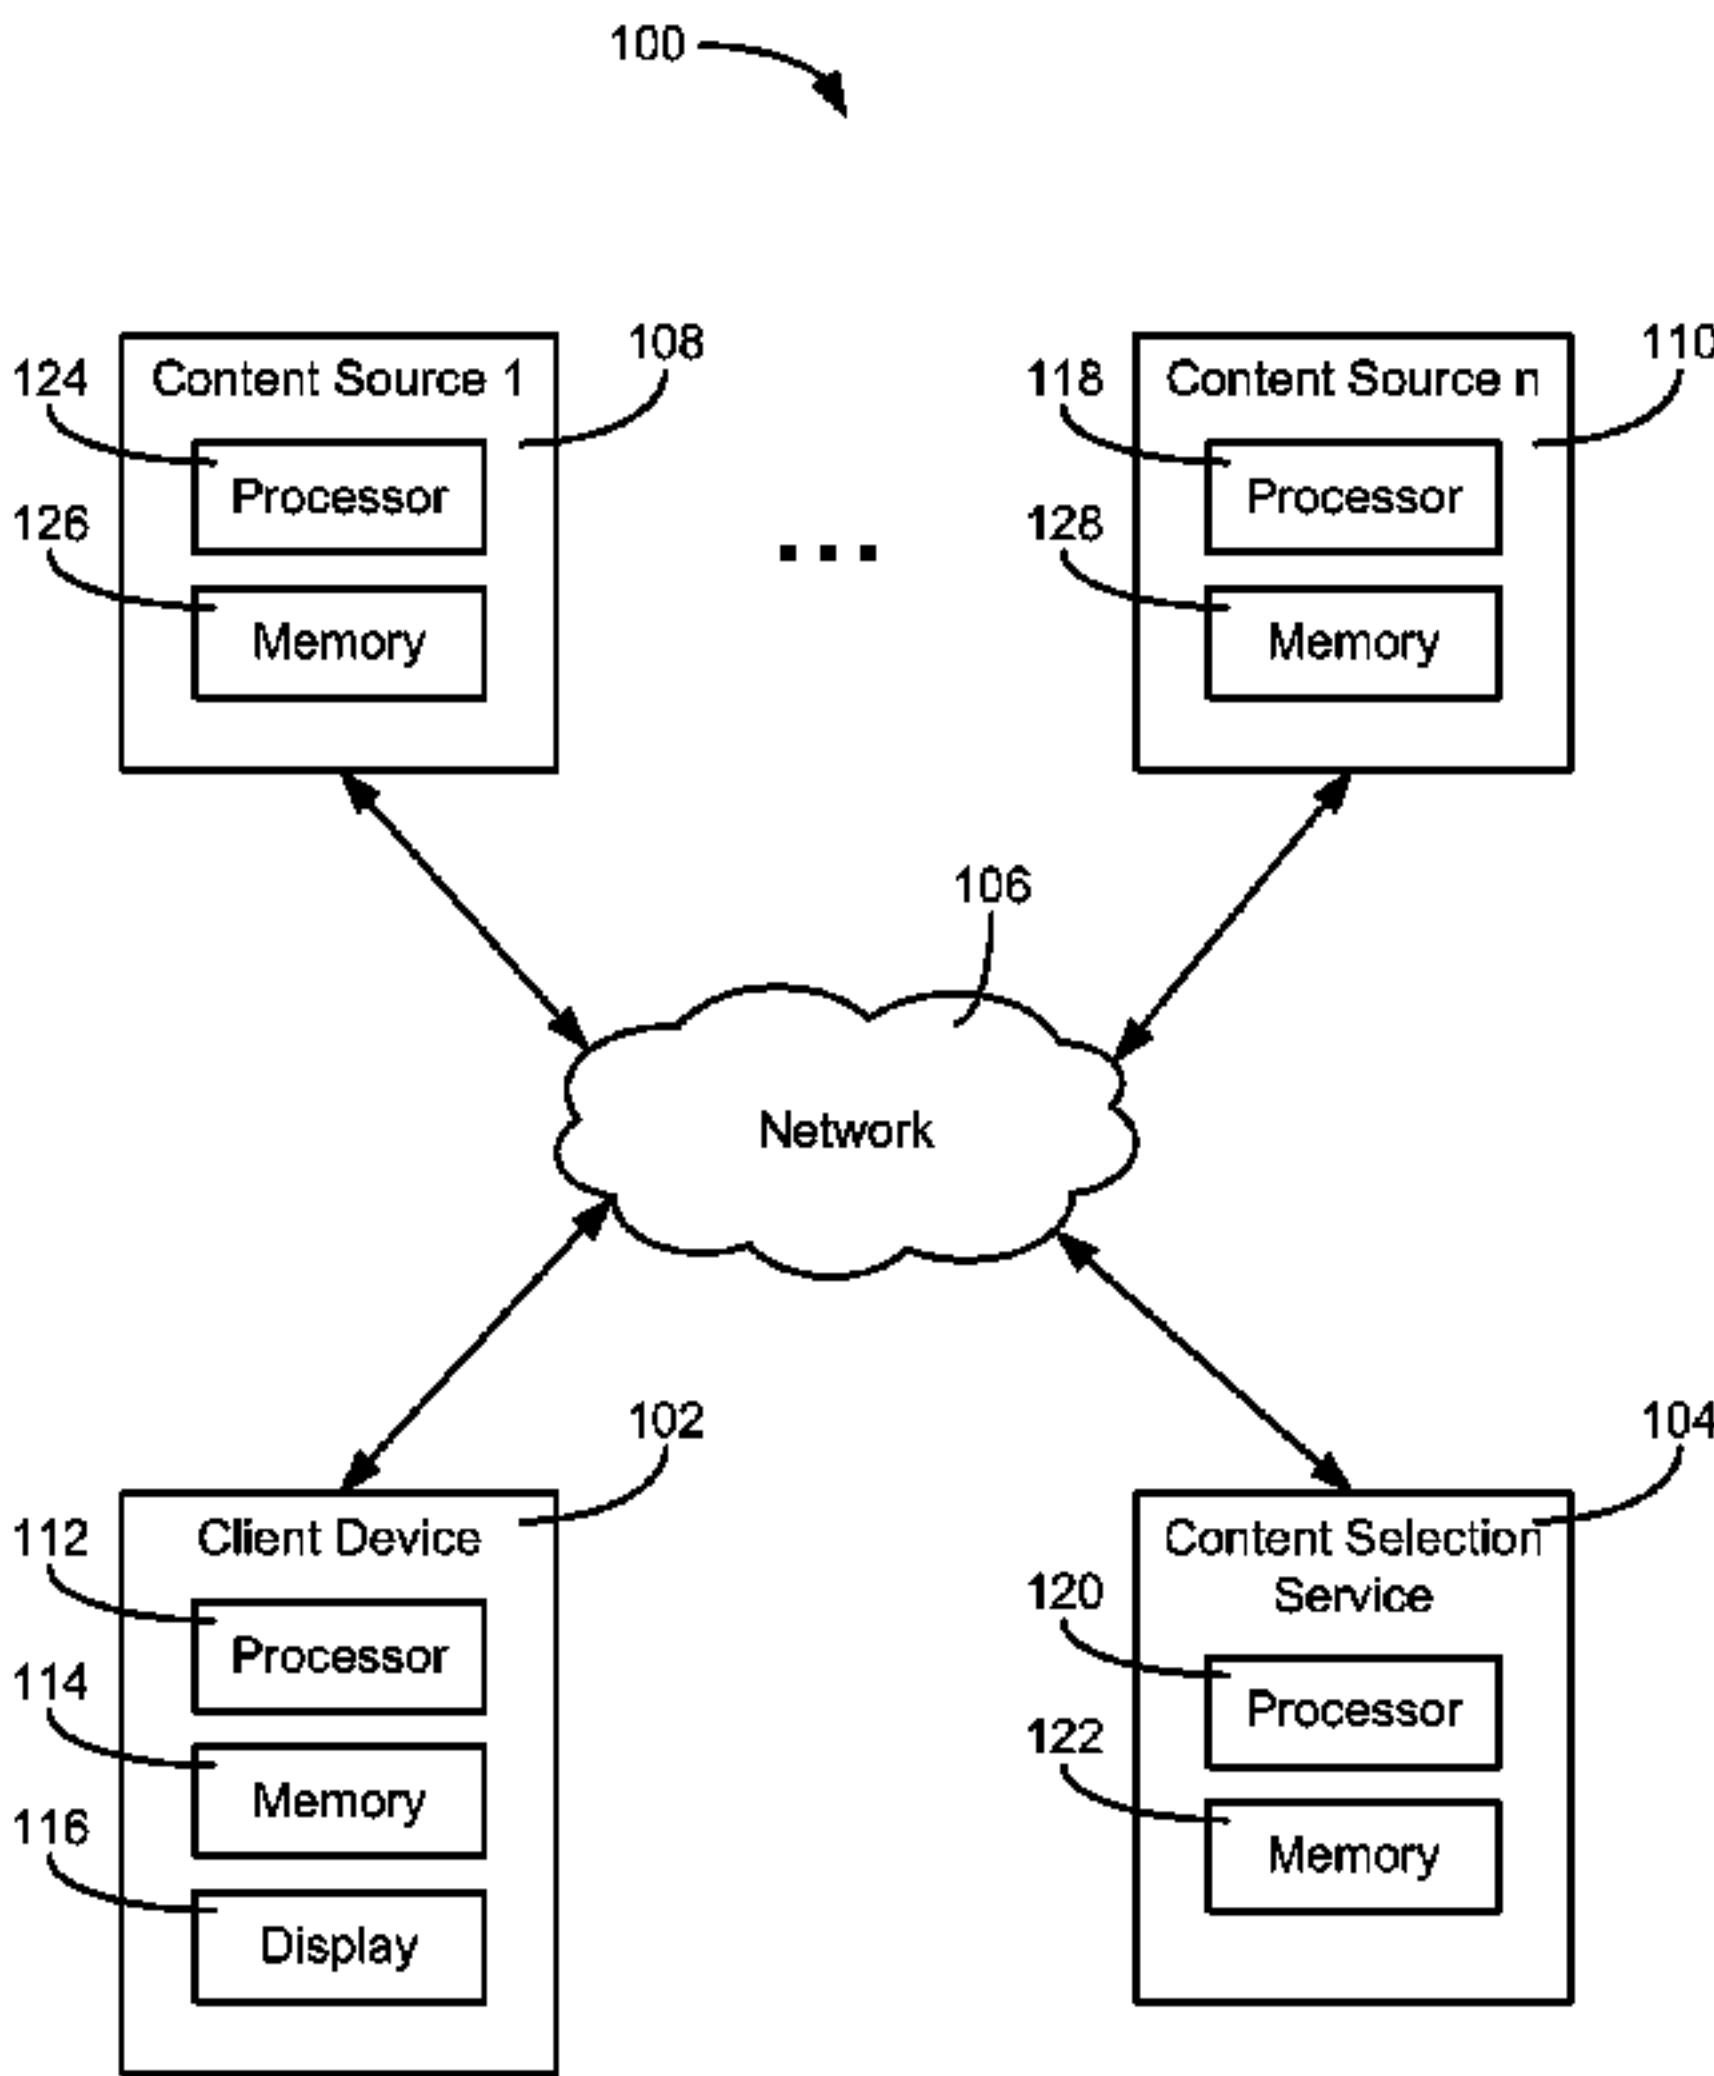 100
108
110
124
Content Source 1
118
Content Source n
Processor
Processor
126
128
...
Memory
Memory
106
Network
102
104
112
Client Device
Content Selection
Service
120
Processor
114
Processor
122
Memory
116
Memory
Display